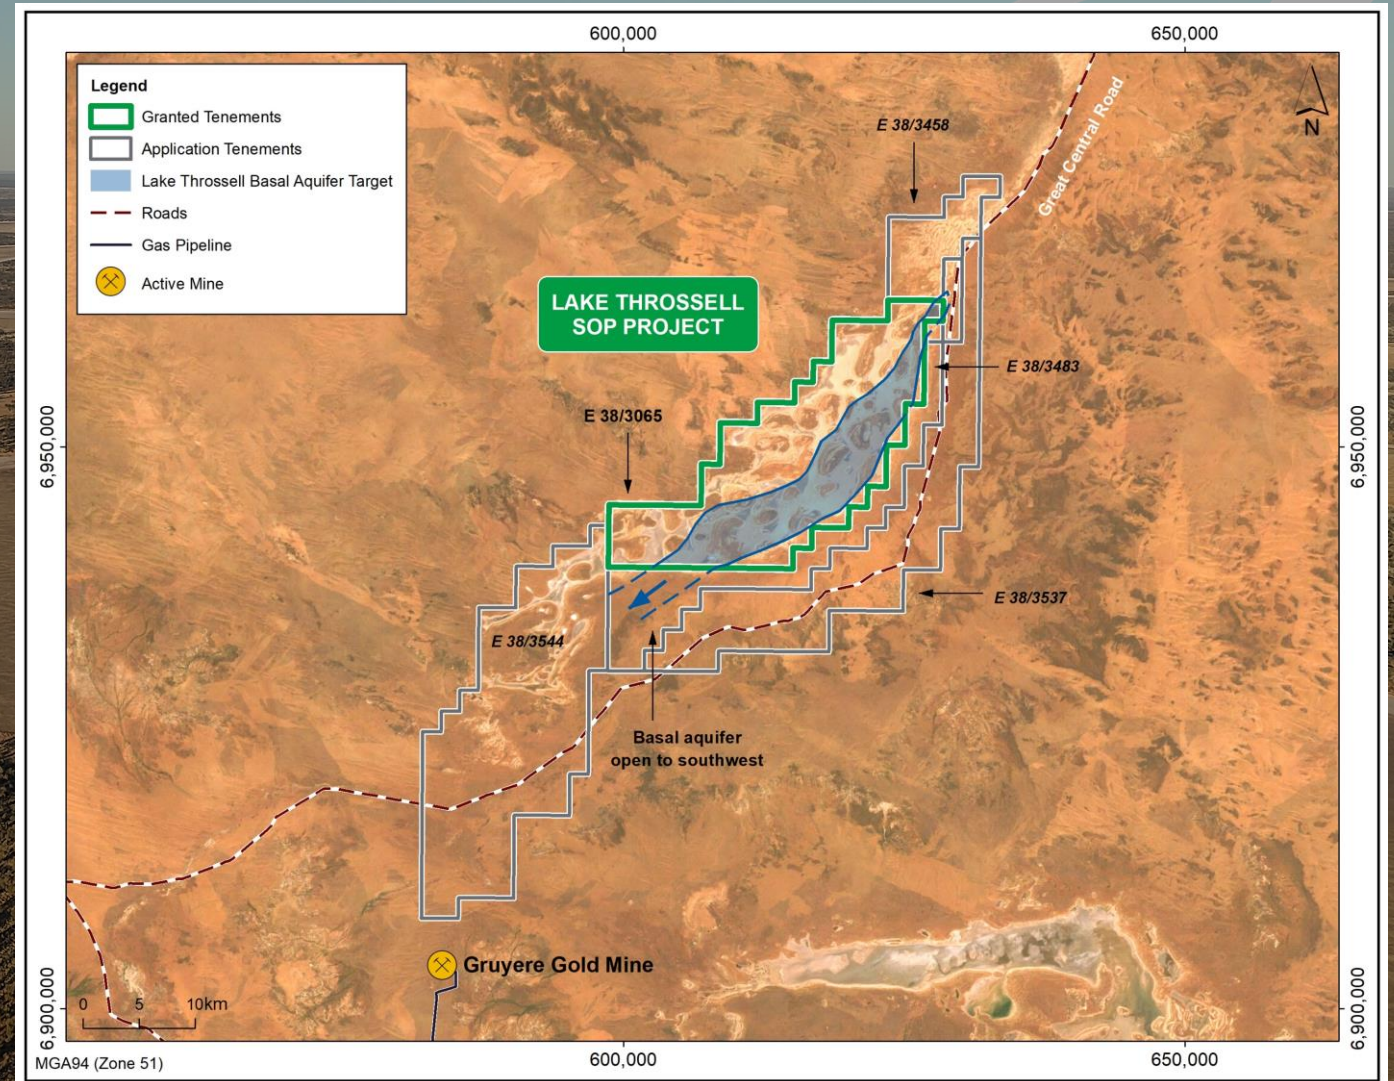 600,000
650,000
Legend
Granted Tenements
Application Tenements
Lake Throssell Basal Aquifer Target
Roads
Gas Pipeline
Active Mine
N
Great Central Road
E 38/3458
LAKE THROSSELL
SOP PROJECT
E 38/3483
E 38/3065
6,950,000
6,950,000
E 38/3537
E 38/3544
Basal aquifer
open to southwest
Gruyere Gold Mine
0 5 10km
6,900,000
6,900,000
MGA94 (Zone 51)
600,000
650,000